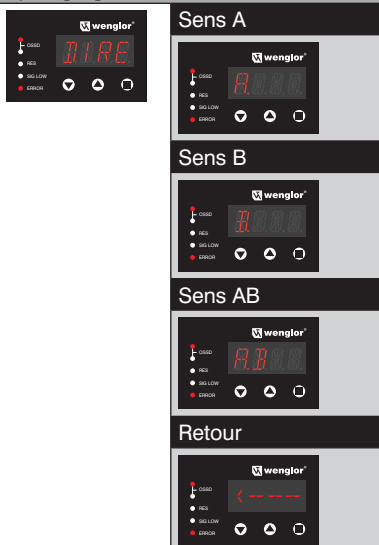 wenglor®
DIRE
OSSD
RES
SIG LOW
ERROR
Sens A
wenglor®
A.
OSSD
RES
SIG LOW
ERROR
Sens B
wenglor®
B.
OSSD
RES
SIG LOW
ERROR
Sens AB
wenglor®
A.B
OSSD
RES
SIG LOW
ERROR
Retour
wenglor®
<----
OSSD
RES
SIG LOW
ERROR